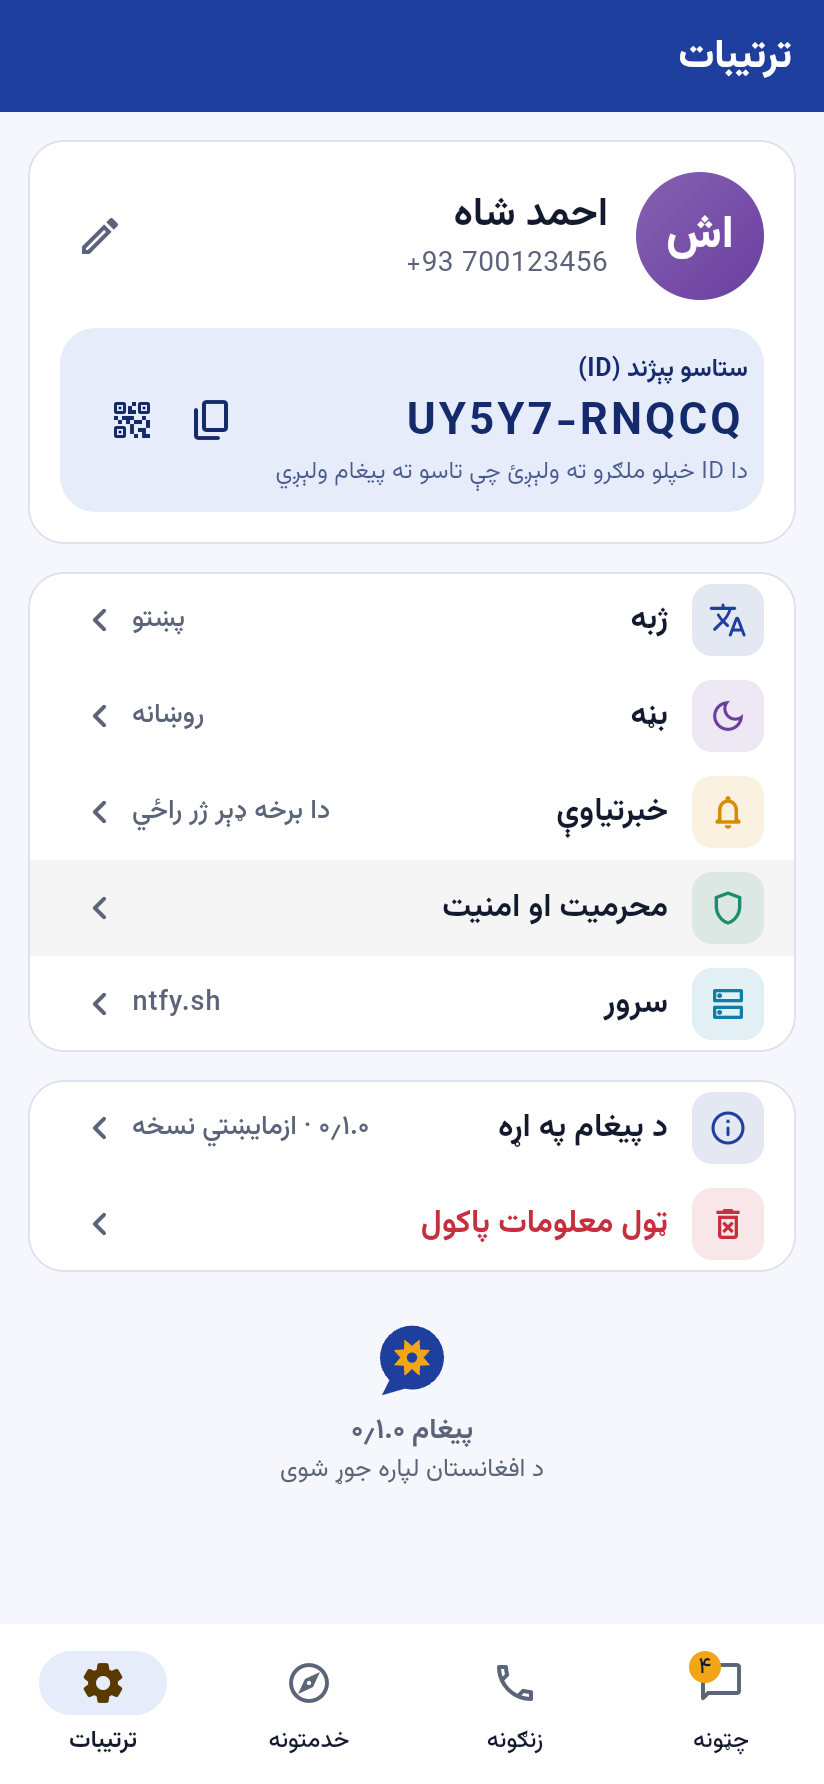 ترتیبات
اش
احمد شاه
+93 700123456
ستاسو پېژند (ID)
UY5Y7-RNQCQ
دا ID خپلو ملګرو ته ولېږئ چې تاسو ته پیغام ولېږي
ژبه
پښتو
بڼه
روښانه
خبرتیاوې
دا برخه ډېر ژر راځي
محرمیت او امنیت
سرور
ntfy.sh
د پیغام په اړه
۰٫۱.۰ · ازمایښتي نسخه
ټول معلومات پاکول
پیغام ۰٫۱.۰
د افغانستان لپاره جوړ شوی
۴
چټونه
زنګونه
خدمتونه
ترتیبات